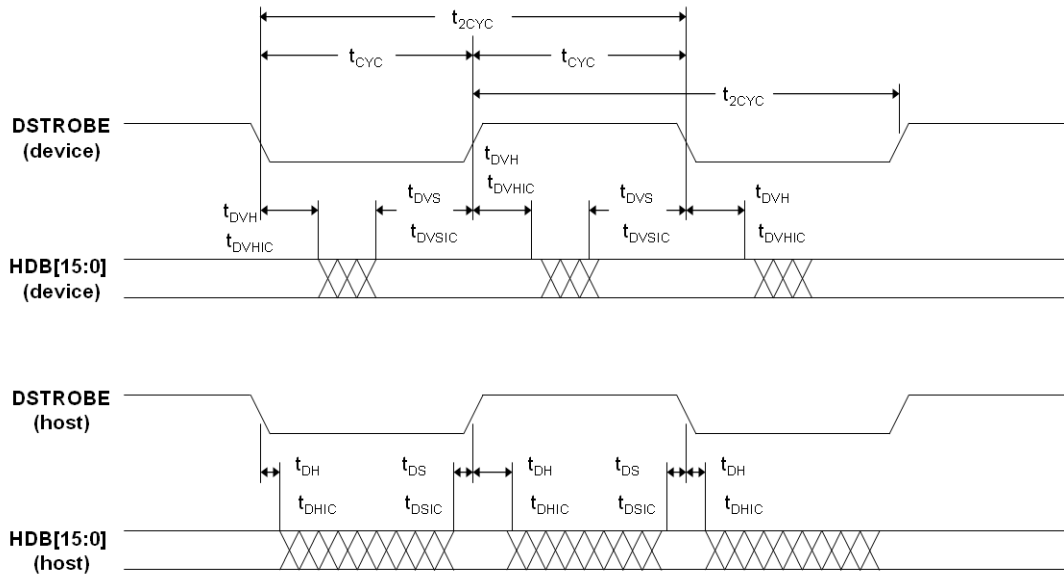 t2CYC
tCYC tCYC
t2CYC
DSTROBE
(device)
tDVH
tDVHIC
tDVS tDVS tDVH
tDVH
tDVSIC tDVSIC tDVHIC
tDVHIC
HDB[15:0]
(device)
DSTROBE
(host)
tDH tDS tDH tDS tDH
tDHIC tDSIC tDHIC tDSIC tDHIC
HDB[15:0]
(host)